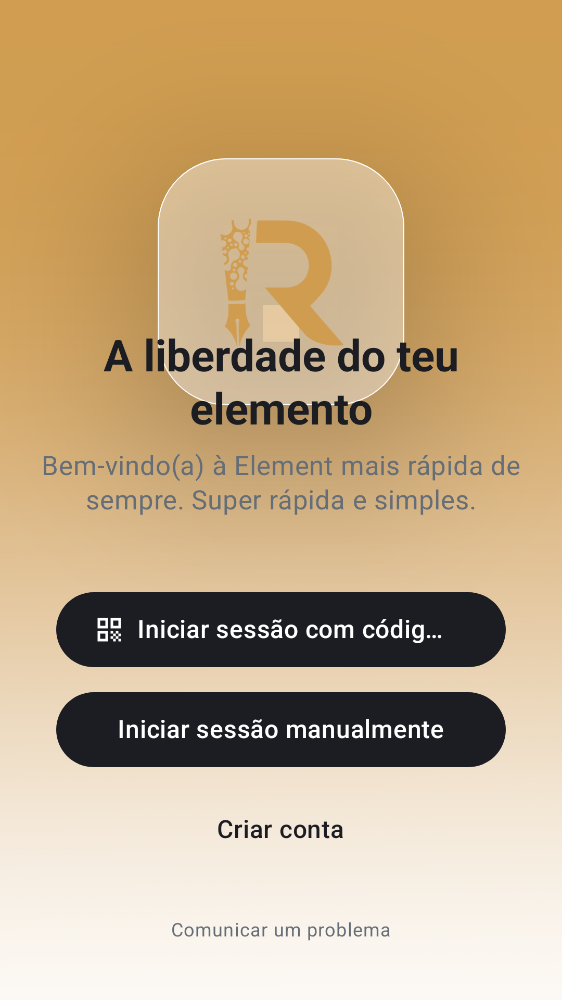 R
A liberdade do teu
elemento
Bem-vindo(a) à Element mais rápida de
sempre. Super rápida e simples.
Iniciar sessão com códig...
Iniciar sessão manualmente
Criar conta
Comunicar um problema